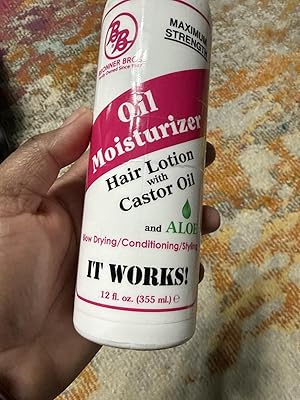 BB
BRONNER BROS.
MAXIMUM
STRENGTH
Oil
Moisturizer
Hair Lotion
with
Castor Oil
and ALOE
Blow Drying/Conditioning/Styling
IT WORKS!
12 fl. oz. (355 ml.) ℮